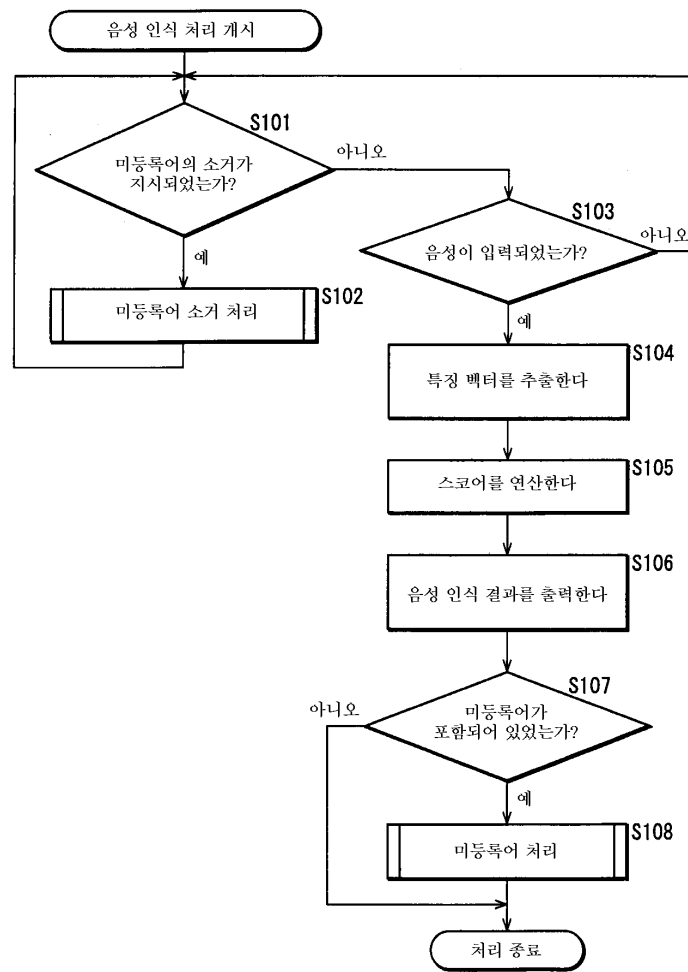 음성 인식 처리 개시
S101
미등록어의 소거가
지시되었는가?
아니오
예
S102
미등록어 소거 처리
S103
음성이 입력되었는가?
아니오
예
S104
특징 벡터를 추출한다
S105
스코어를 연산한다
S106
음성 인식 결과를 출력한다
S107
미등록어가
포함되어 있었는가?
아니오
예
S108
미등록어 처리
처리 종료